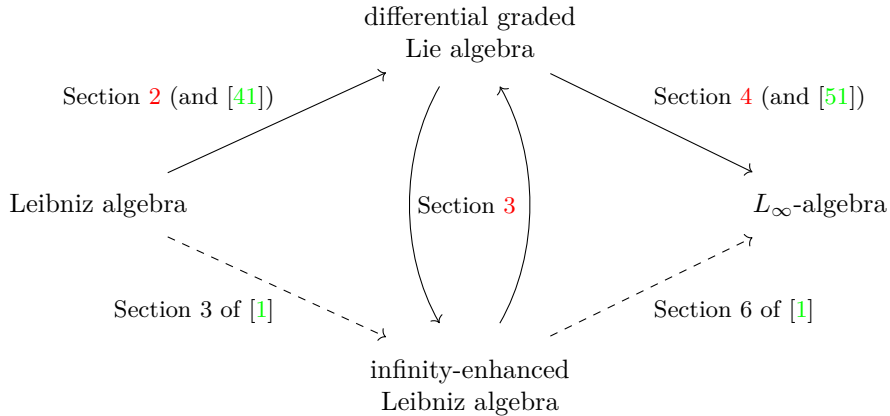 differential graded
Lie algebra
Section 2 (and [41])
Section 4 (and [51])
Leibniz algebra
Section 3
L∞-algebra
Section 3 of [1]
Section 6 of [1]
infinity-enhanced
Leibniz algebra